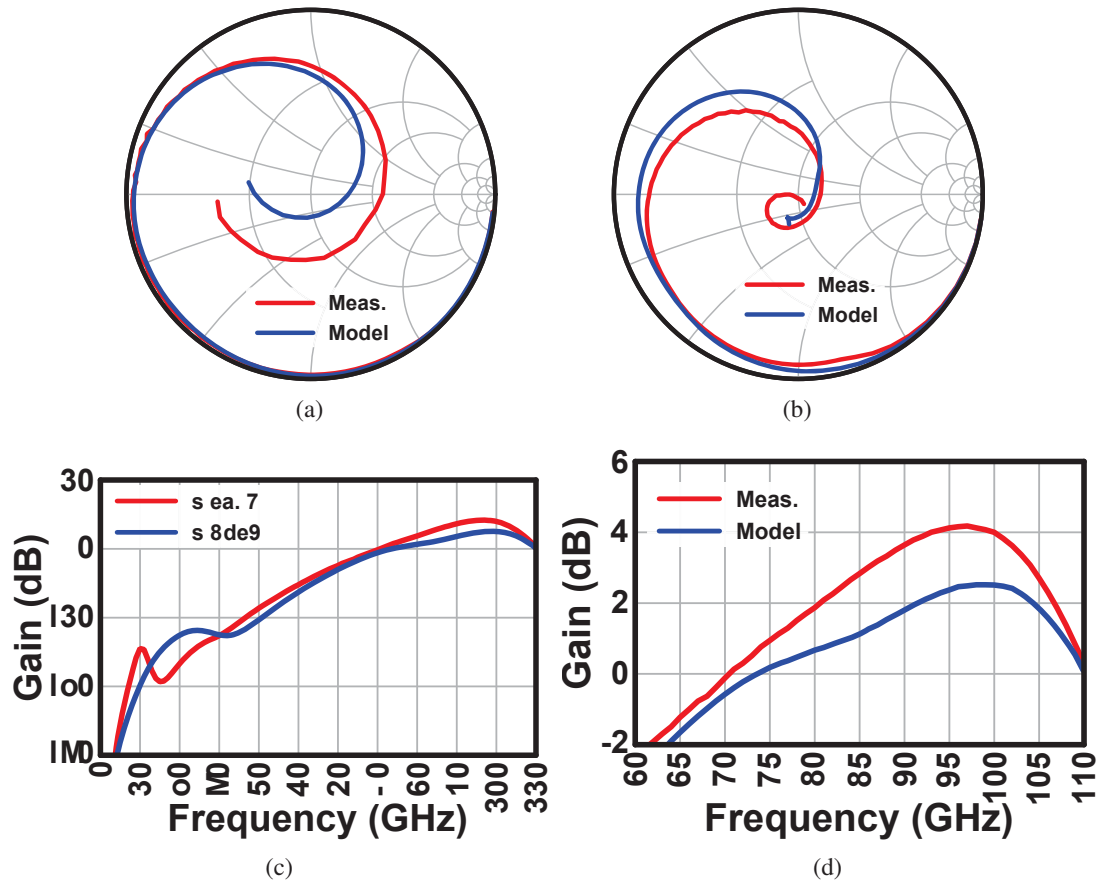 Meas.
Model
(a)
Meas.
Model
(b)
30
0
I30
Io0
IM0
Gain (dB)
s ea. 7
s 8de9
0 30 o0 M0 50 40 20 - 0 60 10 300 330
Frequency (GHz)
(c)
6
4
2
0
-2
Gain (dB)
Meas.
Model
60 65 70 75 80 85 90 95 100 105 110
Frequency (GHz)
(d)